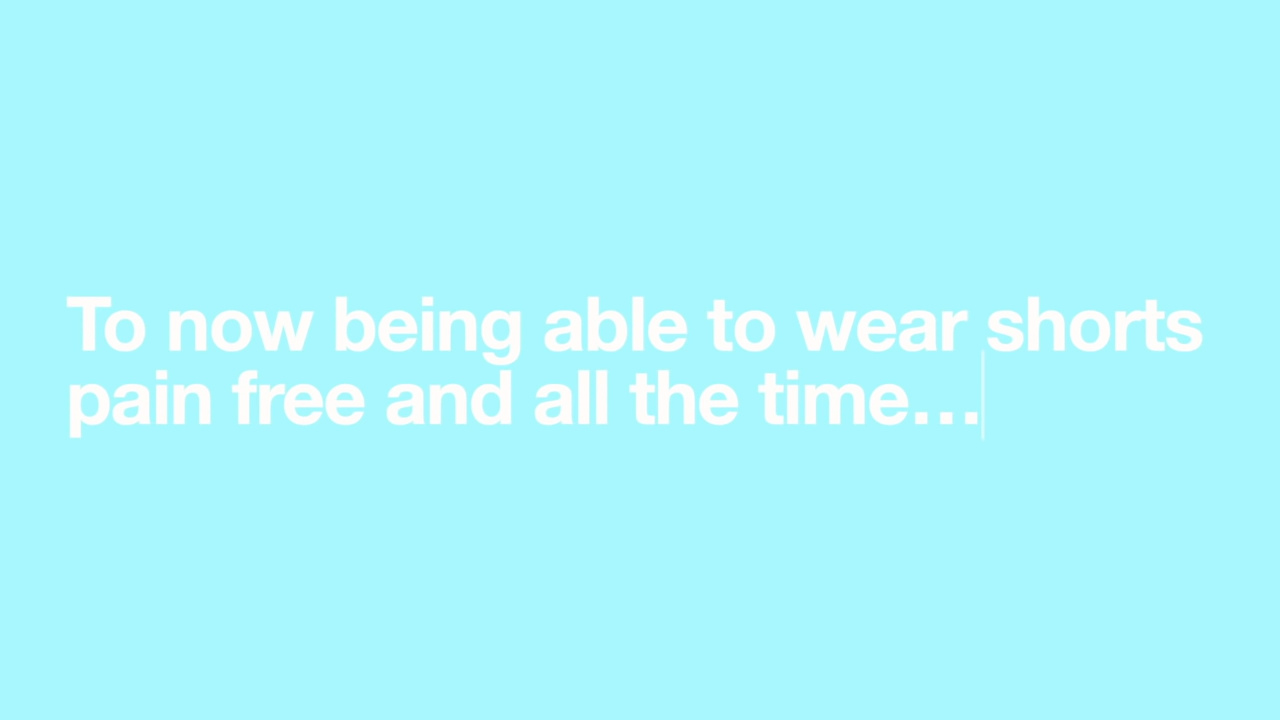 To now being able to wear shorts
pain free and all the time…